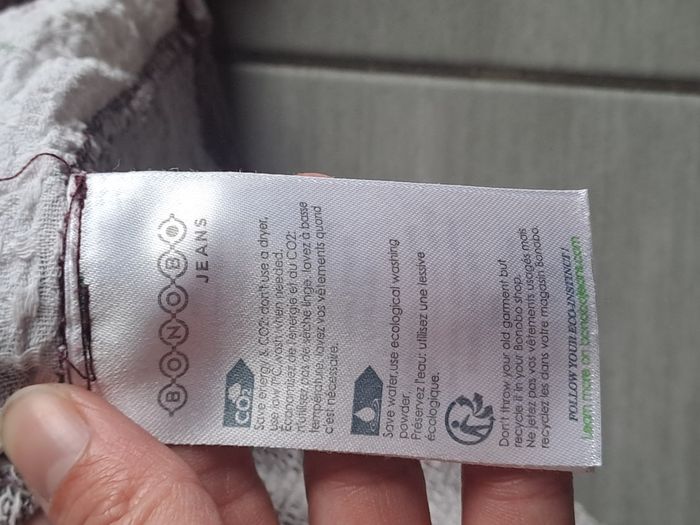 BONOBO
JEANS
CO2
Save energy, & CO2: don't use a dryer,
use low t°C, wash when needed.
Economisez de l'énergie et du CO2:
n'utilisez pas de sèche linge, lavez à basse
température, lavez vos vêtements quand
c'est nécessaire.
Save water,use ecological washing
powder.
Préservez l'eau: utilisez une lessive
écologique.
Don't throw your old garment but
recycle it in your Bonobo shop.
Ne jetez pas vos vêtements usagés mais
recyclez les dans votre magasin Bonobo.
FOLLOW YOUR ECO-INSTINCT !
Learn more on bonobojeans.com